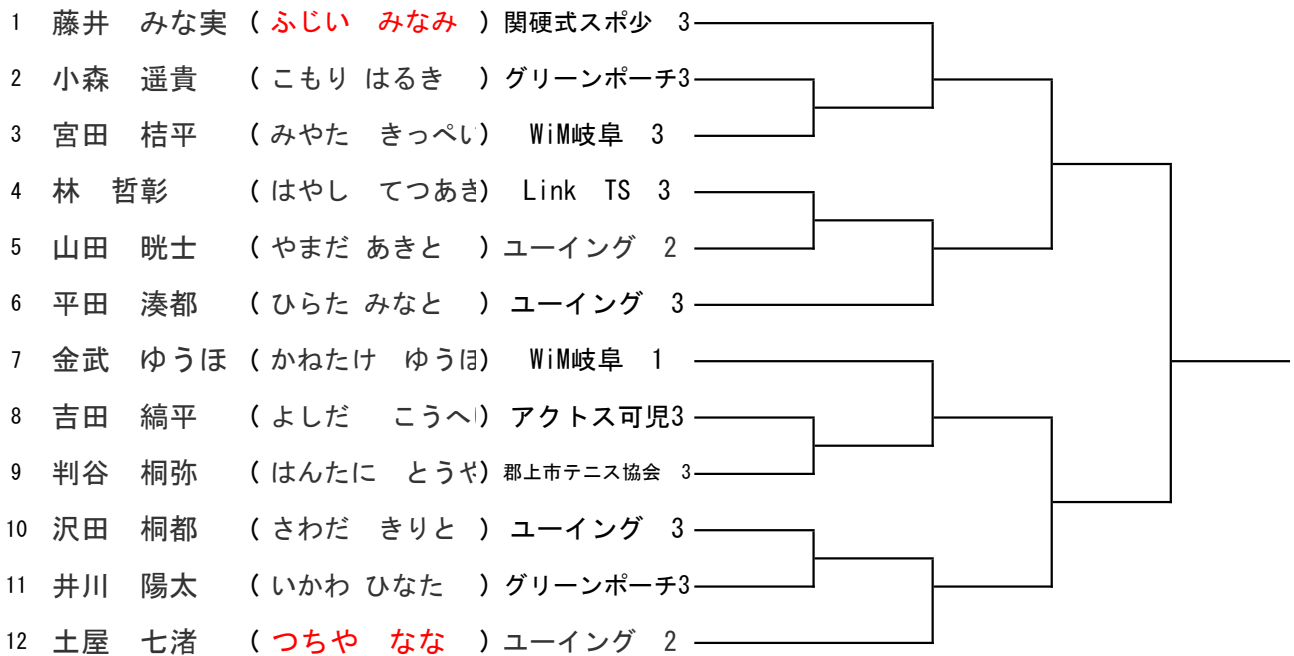 1 藤井 みな実 ( ふじい みなみ ) 関硬式スポ少 3
2 小森 遥貴 ( こもり はるき ) グリーンポーチ3
3 宮田 桔平 ( みやた きっぺい) WiM岐阜 3
4 林 哲彰 ( はやし てつあき) Link TS 3
5 山田 晄士 ( やまだ あきと ) ユーイング 2
6 平田 湊都 ( ひらた みなと ) ユーイング 3
7 金武 ゆうほ ( かねたけ ゆうほ) WiM岐阜 1
8 吉田 縞平 ( よしだ こうへい) アクトス可児3
9 判谷 桐弥 ( はんたに とうや) 郡上市テニス協会 3
10 沢田 桐都 ( さわだ きりと ) ユーイング 3
11 井川 陽太 ( いかわ ひなた ) グリーンポーチ3
12 土屋 七渚 ( つちや なな ) ユーイング 2